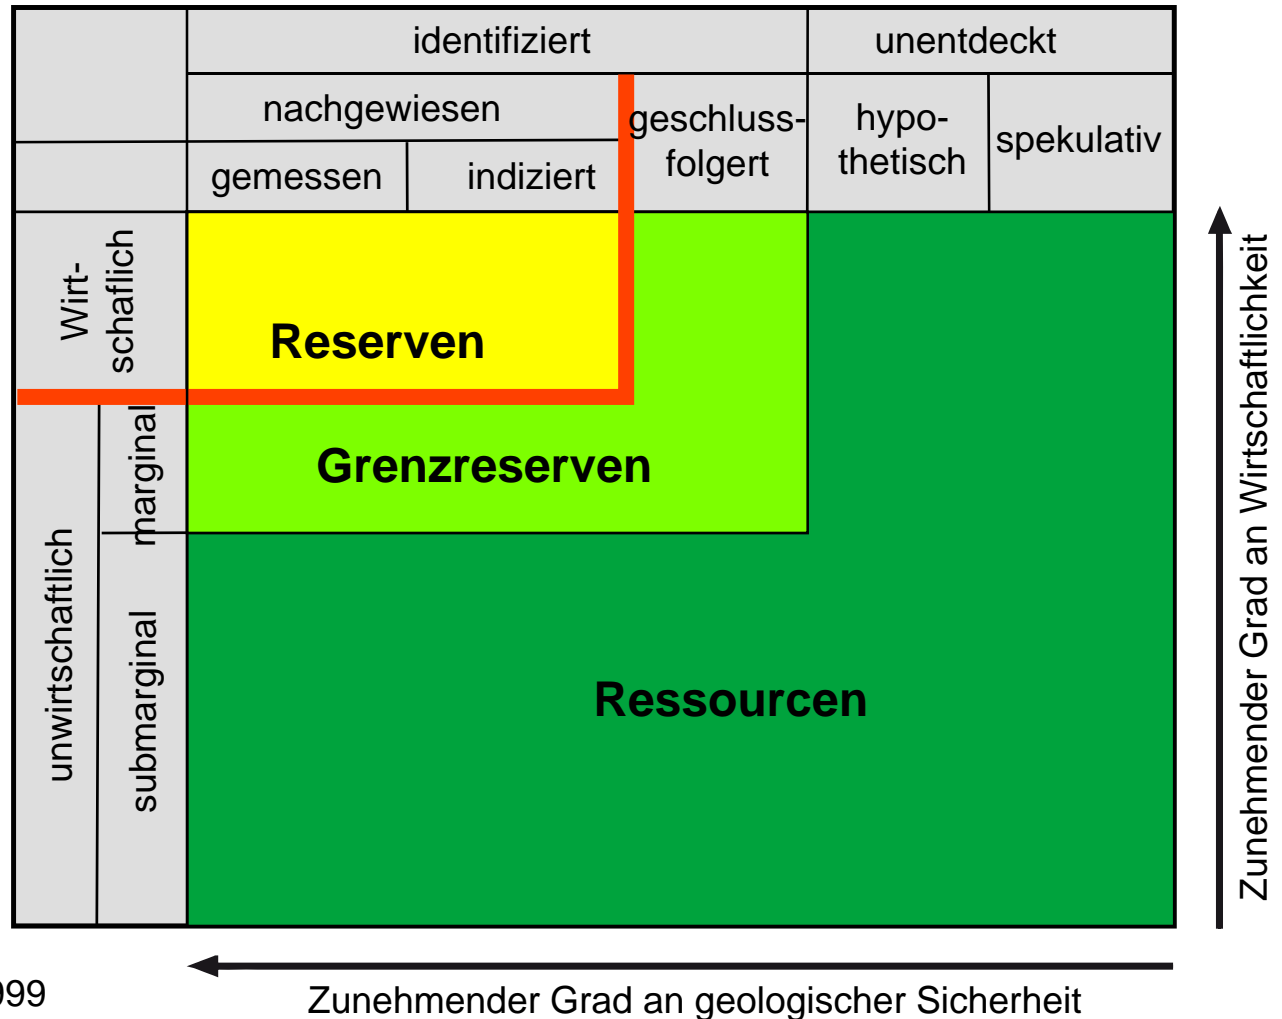 identifiziert
unentdeckt
nachgewiesen
geschluss-
folgert
hypo-
thetisch
spekulativ
gemessen
indiziert
Wirt-
schaflich
Reserven
marginal
Grenzreserven
unwirtschaftlich
submarginal
Ressourcen
Zunehmender Grad an Wirtschaftlichkeit
Zunehmender Grad an geologischer Sicherheit